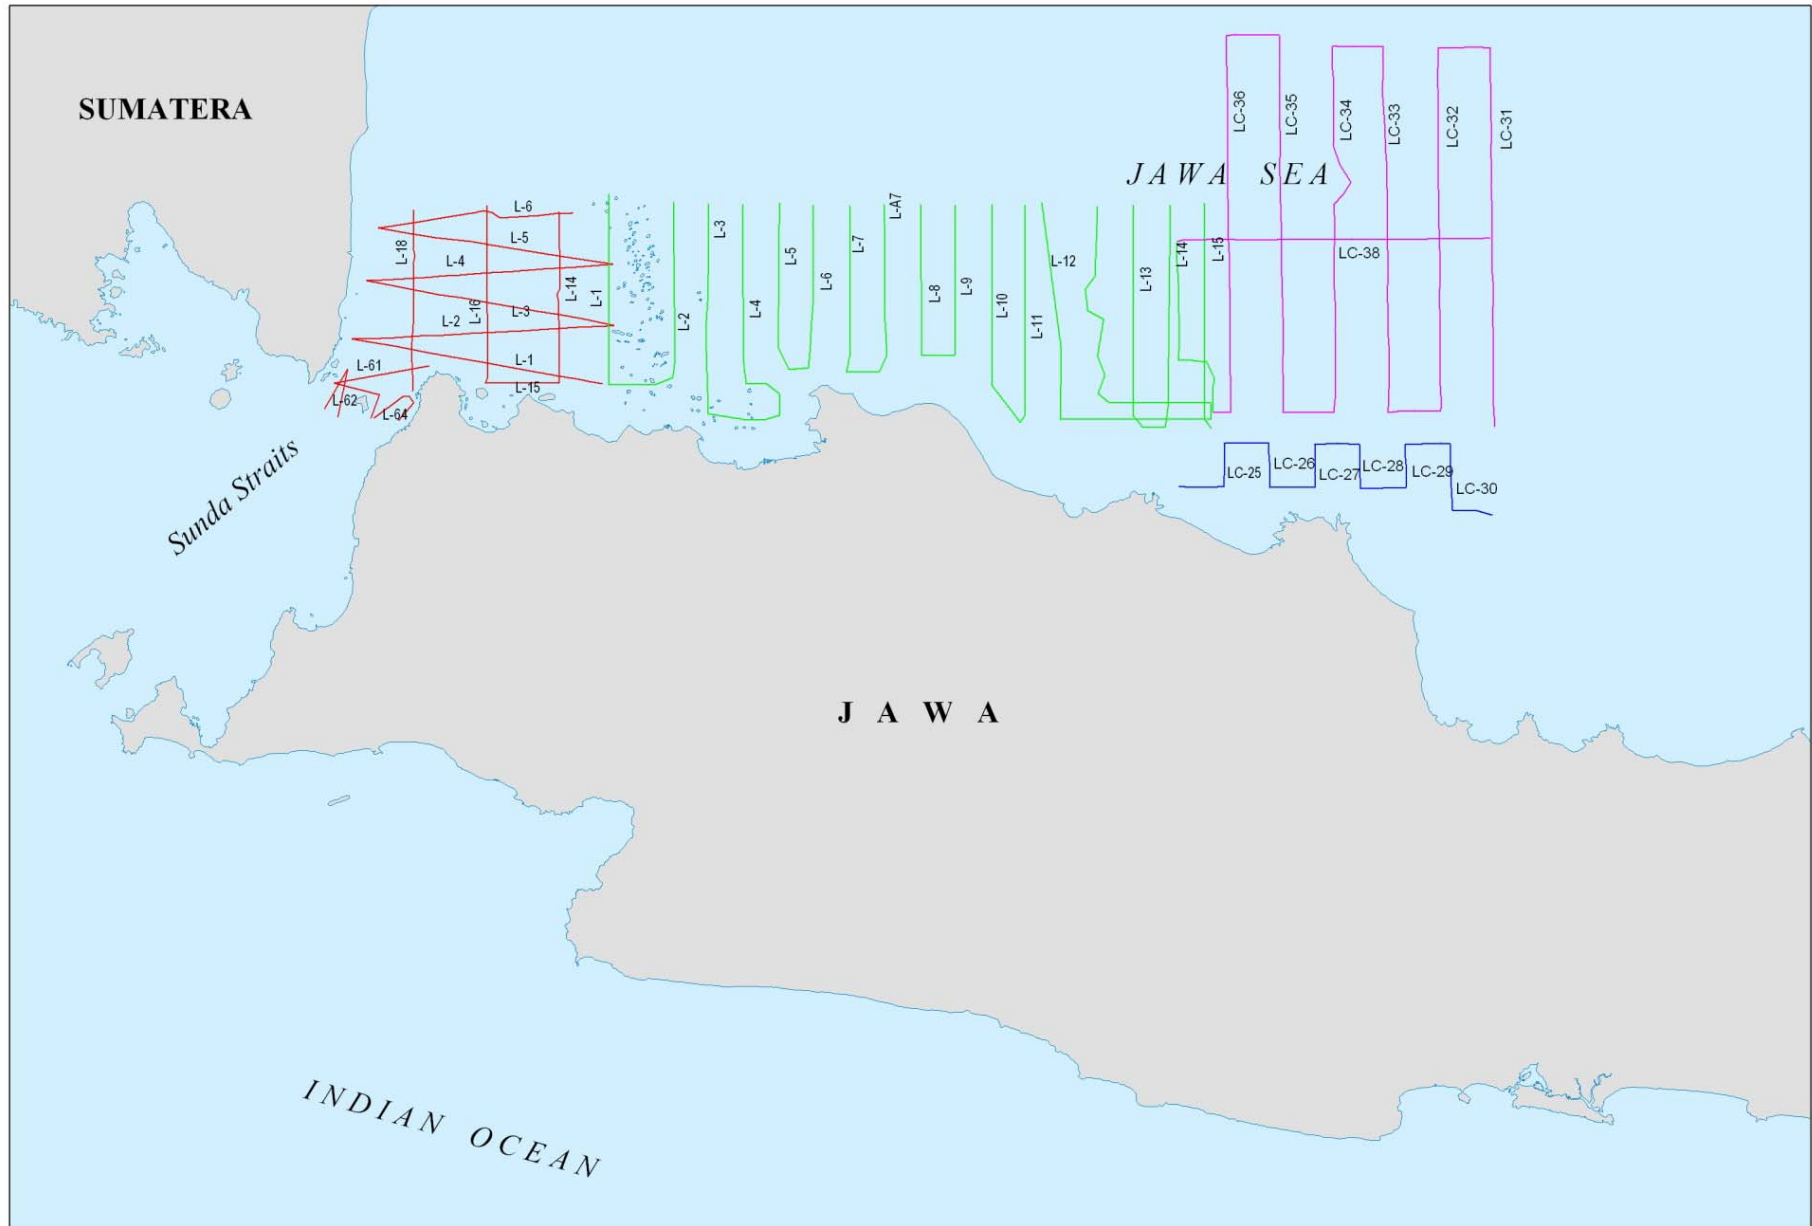 SUMATERA
JAWA SEA
Sunda Straits
J A W A
INDIAN OCEAN
L-6
L-5
L-18
L-4
L-16
L-3
L-14
L-2
L-1
L-15
L-61
L-62
L-64
L-1
L-2
L-3
L-4
L-5
L-6
L-7
L-A7
L-8
L-9
L-10
L-11
L-12
L-13
L-14
L-15
LC-36
LC-35
LC-34
LC-33
LC-32
LC-31
LC-38
LC-25
LC-26
LC-27
LC-28
LC-29
LC-30